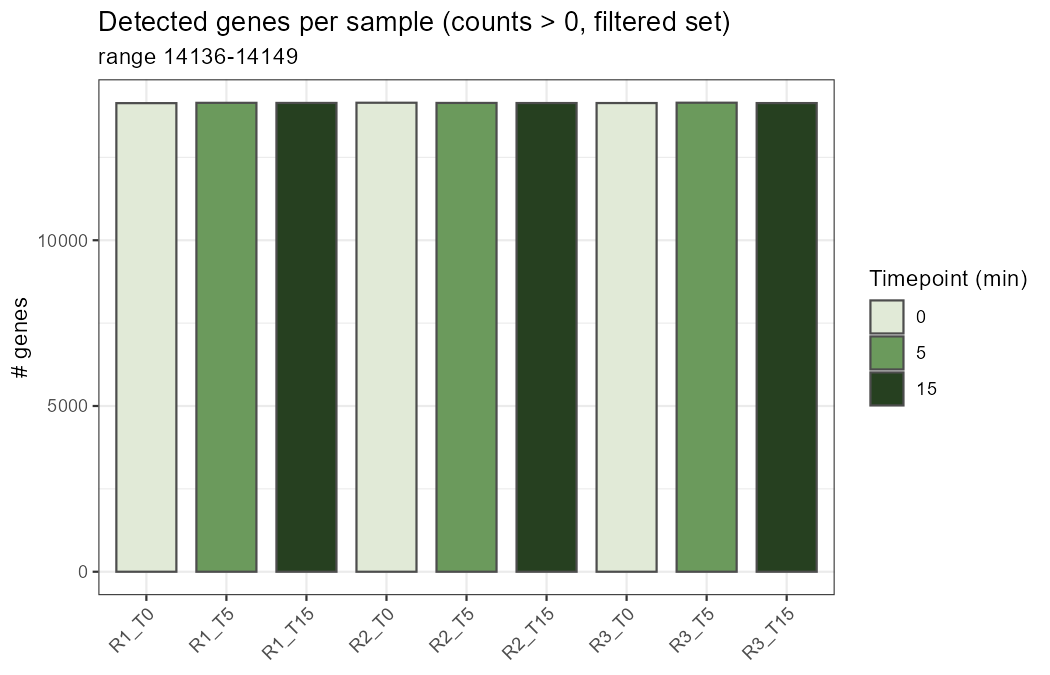 Detected genes per sample (counts > 0, filtered set)
range 14136-14149
# genes
10000
5000
0
R1_T0
R1_T5
R1_T15
R2_T0
R2_T5
R2_T15
R3_T0
R3_T5
R3_T15
Timepoint (min)
0
5
15